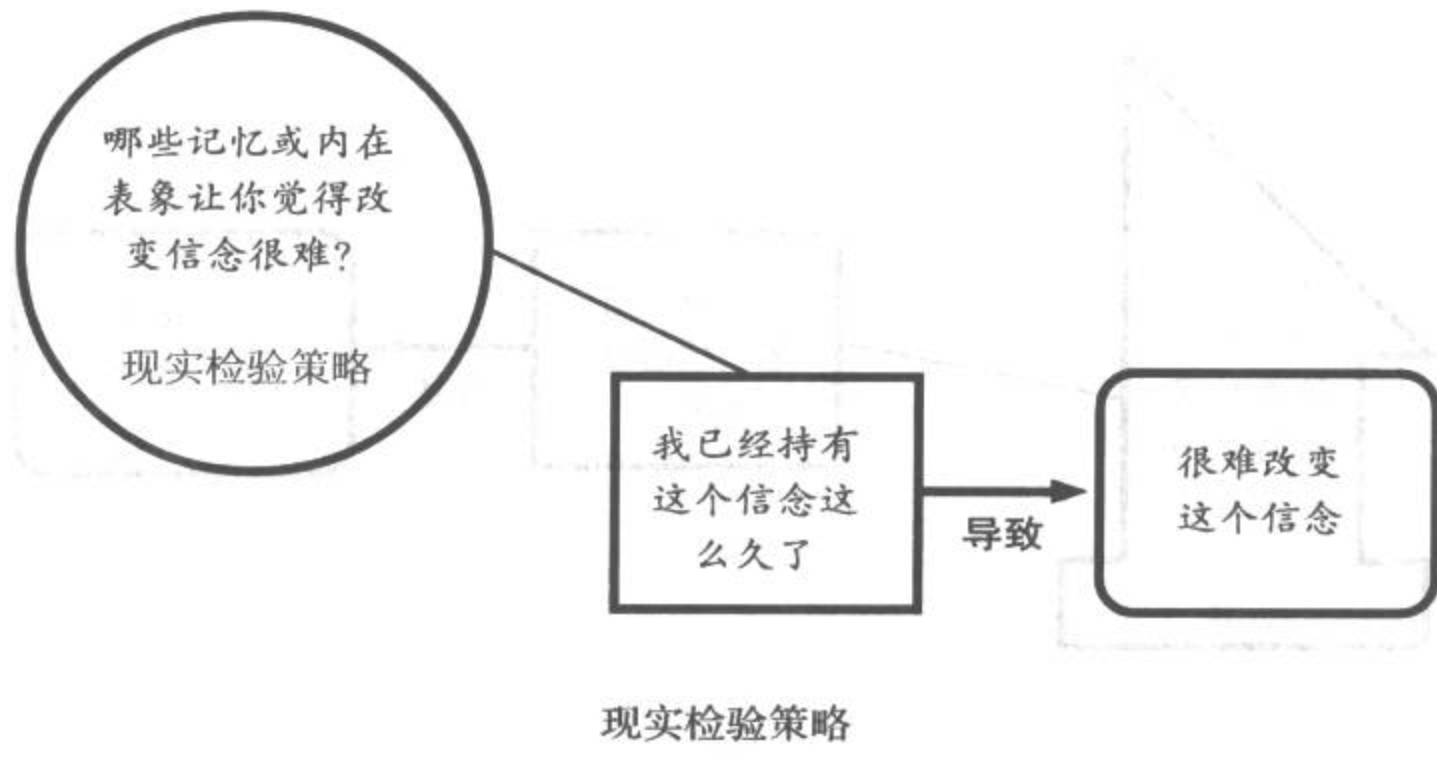 哪些记忆或内在
表象让你觉得改
变信念很难？
现实检验策略
我已经持有
这个信念这
么久了
导致
很难改变
这个信念
现实检验策略